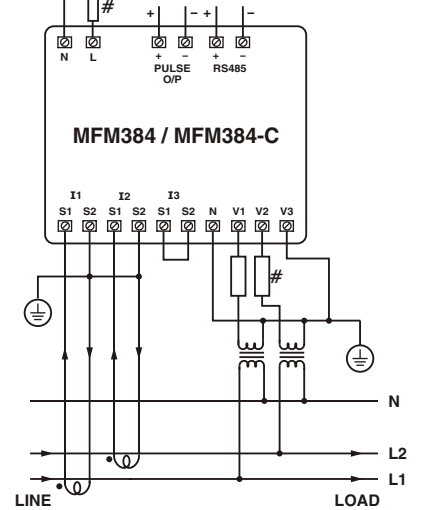 #
+ − + −
N L + − + −
PULSE RS485
O/P
MFM384 / MFM384-C
I1 I2 I3
S1 S2 S1 S2 S1 S2 N V1 V2 V3
#
N
L2
L1
LINE LOAD